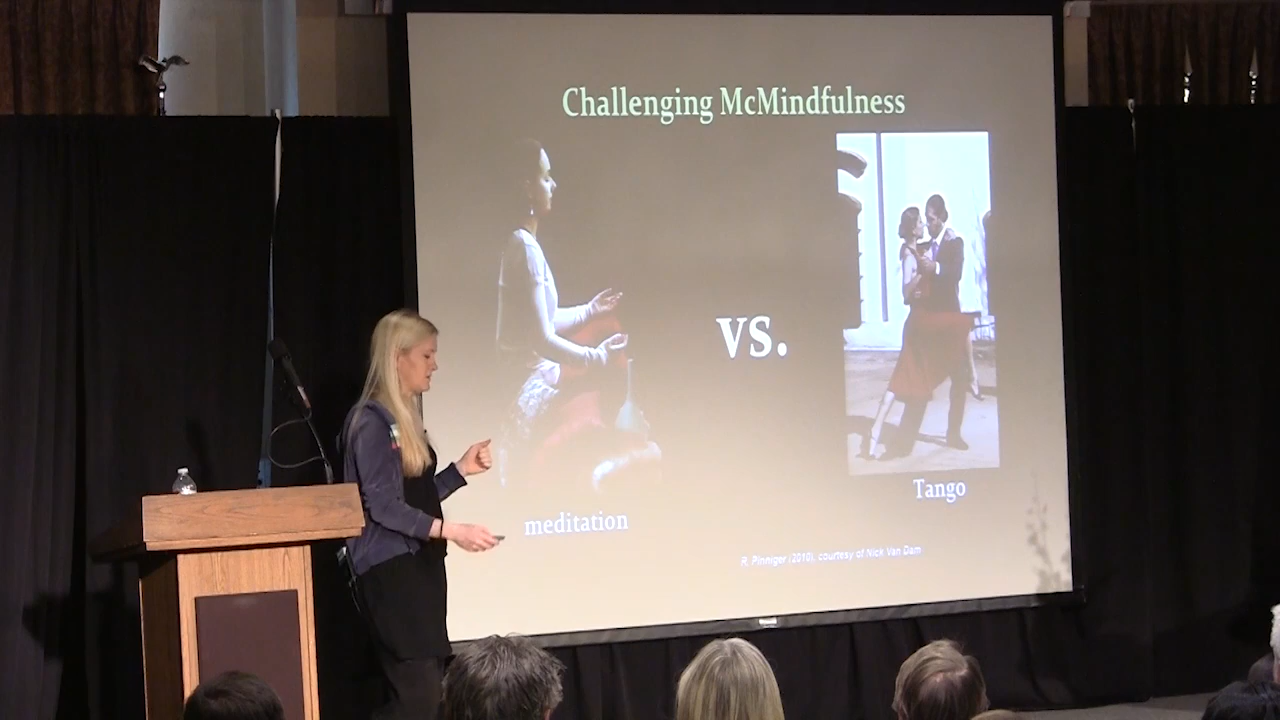 Challenging McMindfulness
vs.
Tango
meditation
R. Pinniger (2010), courtesy of Nick Van Dam